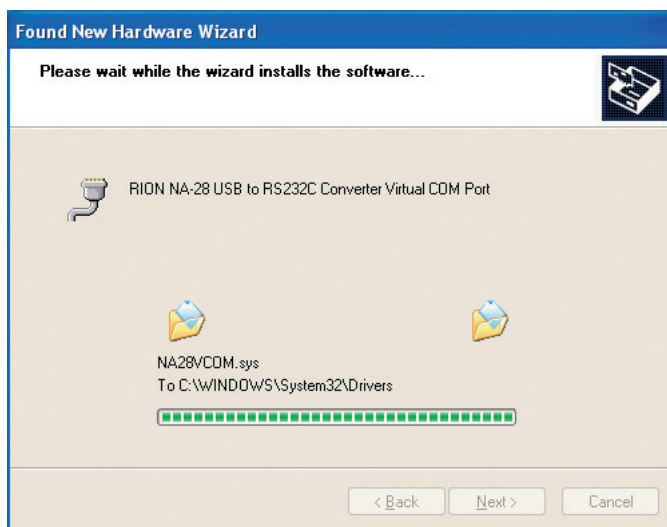 Found New Hardware Wizard
Please wait while the wizard installs the software...
RION NA-28 USB to RS232C Converter Virtual COM Port
NA28VCOM.sys
To C:\WINDOWS\System32\Drivers
< Back
Next >
Cancel